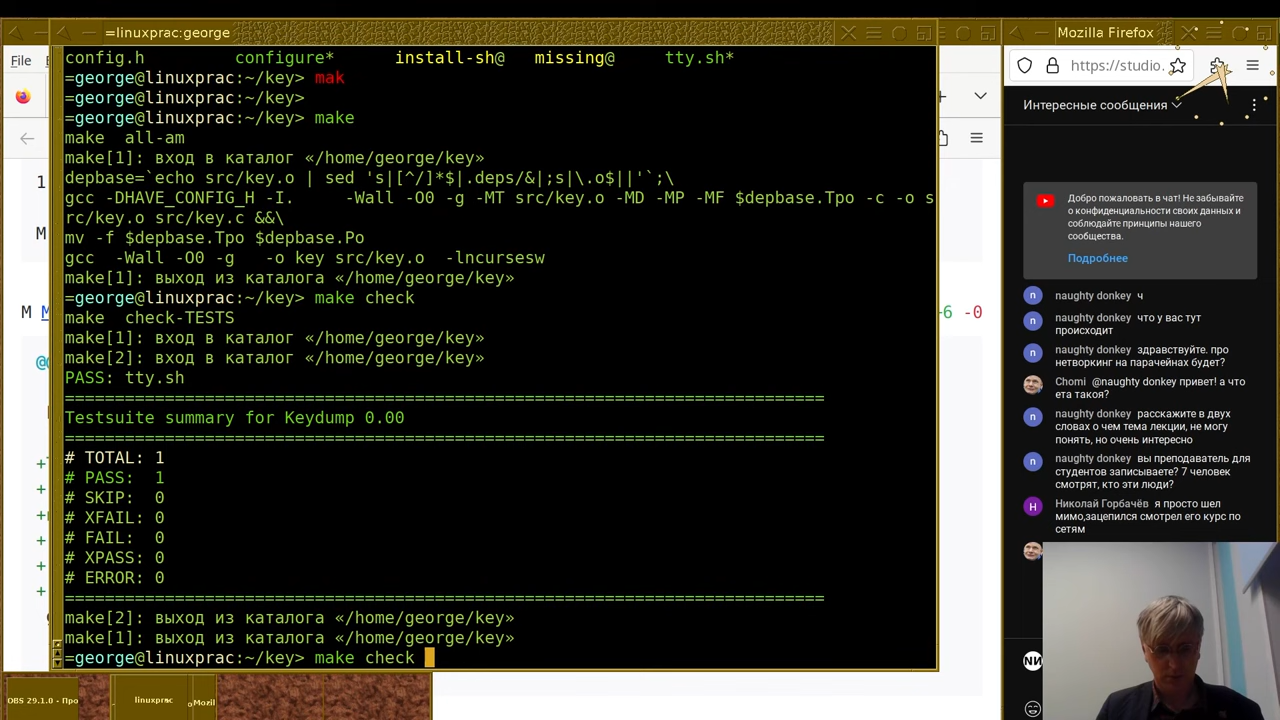 =linuxprac:george
Mozilla Firefox
File
https://studio.
Интересные сообщения
config.h configure* install-sh@ missing@ tty.sh*
=george@linuxprac:~/key> mak
=george@linuxprac:~/key>
=george@linuxprac:~/key> make
make all-am
make[1]: вход в каталог «/home/george/key»
depbase=`echo src/key.o | sed 's|[^/]*$|.deps/&|;s|\.o$||'`;\
gcc -DHAVE_CONFIG_H -I. -Wall -O0 -g -MT src/key.o -MD -MP -MF $depbase.Tpo -c -o s
rc/key.o src/key.c &&\
mv -f $depbase.Tpo $depbase.Po
gcc -Wall -O0 -g -o key src/key.o -lncursesw
make[1]: выход из каталога «/home/george/key»
=george@linuxprac:~/key> make check
make check-TESTS
make[1]: вход в каталог «/home/george/key»
make[2]: вход в каталог «/home/george/key»
PASS: tty.sh
============================================================================
Testsuite summary for Keydump 0.00
============================================================================
# TOTAL: 1
# PASS: 1
# SKIP: 0
# XFAIL: 0
# FAIL: 0
# XPASS: 0
# ERROR: 0
============================================================================
make[2]: выход из каталога «/home/george/key»
make[1]: выход из каталога «/home/george/key»
=george@linuxprac:~/key> make check
1
M
M M
@@
+6 -0
Добро пожаловать в чат! Не забывайте
о конфиденциальности своих данных и
соблюдайте принципы нашего
сообщества.
Подробнее
n naughty donkey ч
n naughty donkey что у вас тут
происходит
n naughty donkey здравствуйте. про
нетворкинг на парачейнах будет?
Chomi @naughty donkey привет! а что
ета такоя?
n naughty donkey расскажите в двух
словах о чем тема лекции, не могу
понять, но очень интересно
n naughty donkey вы преподаватель для
студентов записываете? 7 человек
смотрят, кто эти люди?
Н Николай Горбачёв я просто шел
мимо,зацепился смотрел его курс по
сетям
OBS 29.1.0 - Про
linuxprac
Mozil